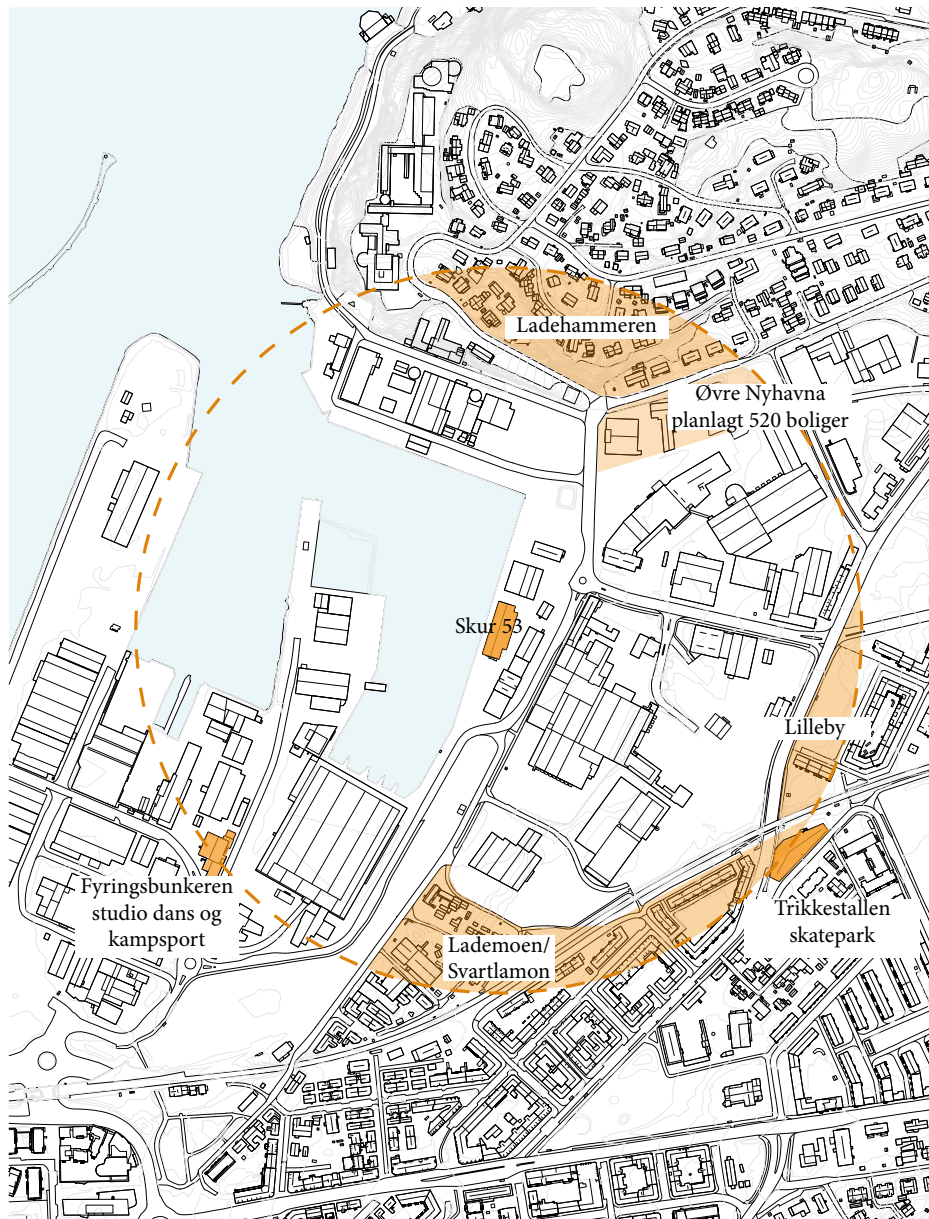 Ladehammeren
Øvre Nyhavna
planlagt 520 boliger
Skur 53
Lilleby
Fyringsbunkeren
studio dans og
kampsport
Trikkestallen
skatepark
Lademoen/
Svartlamon